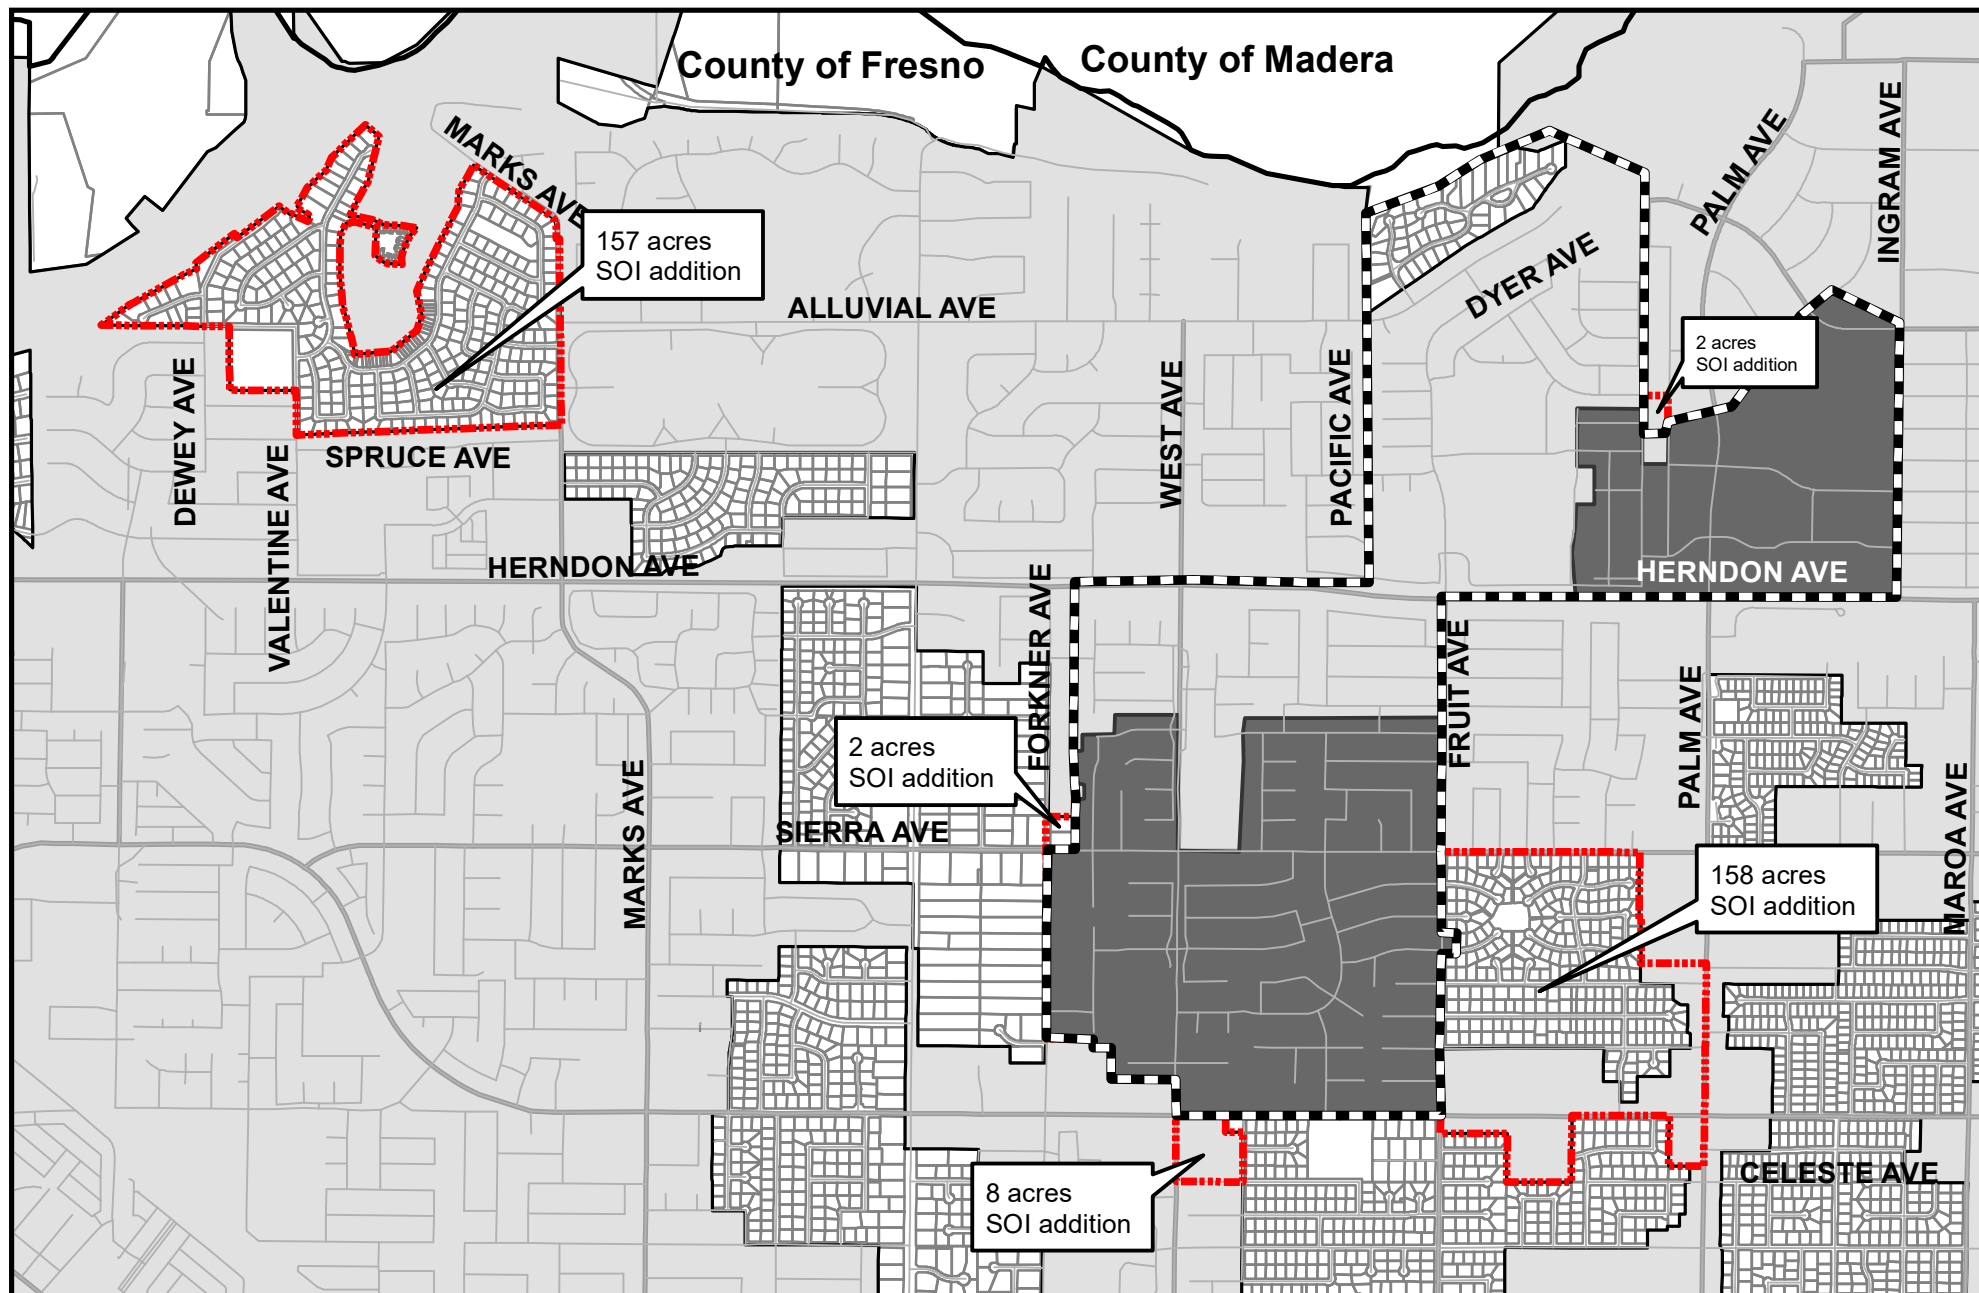 County of Fresno
County of Madera
MARKS AVE
PALM AVE
INGRAM AVE
157 acres
SOI addition
DYER AVE
ALLUVIAL AVE
2 acres
SOI addition
DEWEY AVE
SPRUCE AVE
VALENTINE AVE
WEST AVE
PACIFIC AVE
HERNDON AVE
HERNDON AVE
FORKNER AVE
FRUIT AVE
PALM AVE
2 acres
SOI addition
SIERRA AVE
MARKS AVE
MAROA AVE
158 acres
SOI addition
8 acres
SOI addition
CELESTE AVE